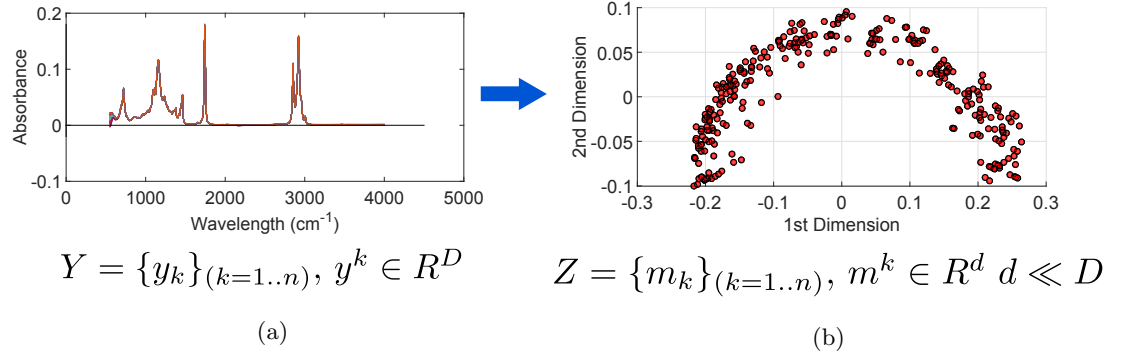 0.2
0.1
0
-0.1
Absorbance
0 1000 2000 3000 4000 5000
Wavelength (cm⁻¹)
Y = {y_k}_(k=1..n), y^k ∈ R^D
(a)
0.1
0.05
0
-0.05
-0.1
2nd Dimension
-0.3 -0.2 -0.1 0 0.1 0.2 0.3
1st Dimension
Z = {m_k}_(k=1..n), m^k ∈ R^d d ≪ D
(b)